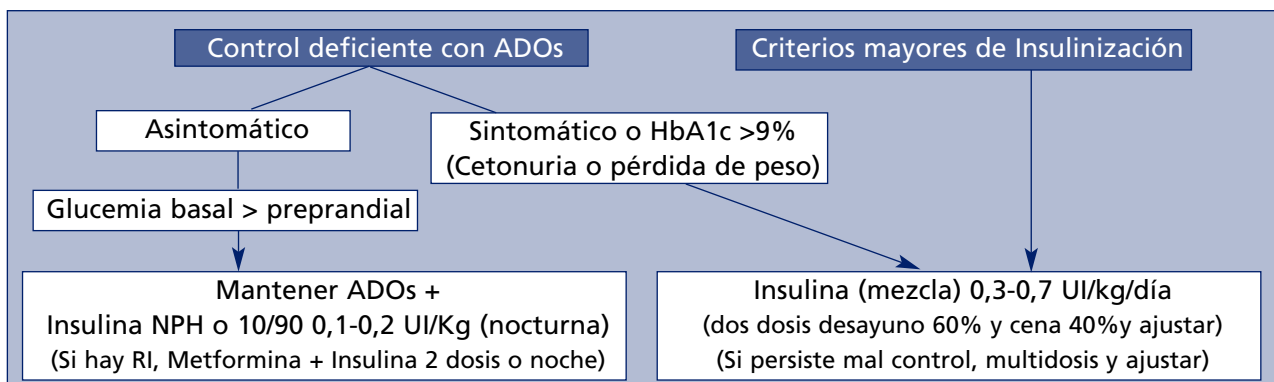 Control deficiente con ADOs
Criterios mayores de Insulinización
Asintomático
Sintomático o HbA1c >9%
(Cetonuria o pérdida de peso)
Glucemia basal > preprandial
Mantener ADOs +
Insulina NPH o 10/90 0,1-0,2 UI/Kg (nocturna)
(Si hay RI, Metformina + Insulina 2 dosis o noche)
Insulina (mezcla) 0,3-0,7 UI/kg/día
(dos dosis desayuno 60% y cena 40%y ajustar)
(Si persiste mal control, multidosis y ajustar)